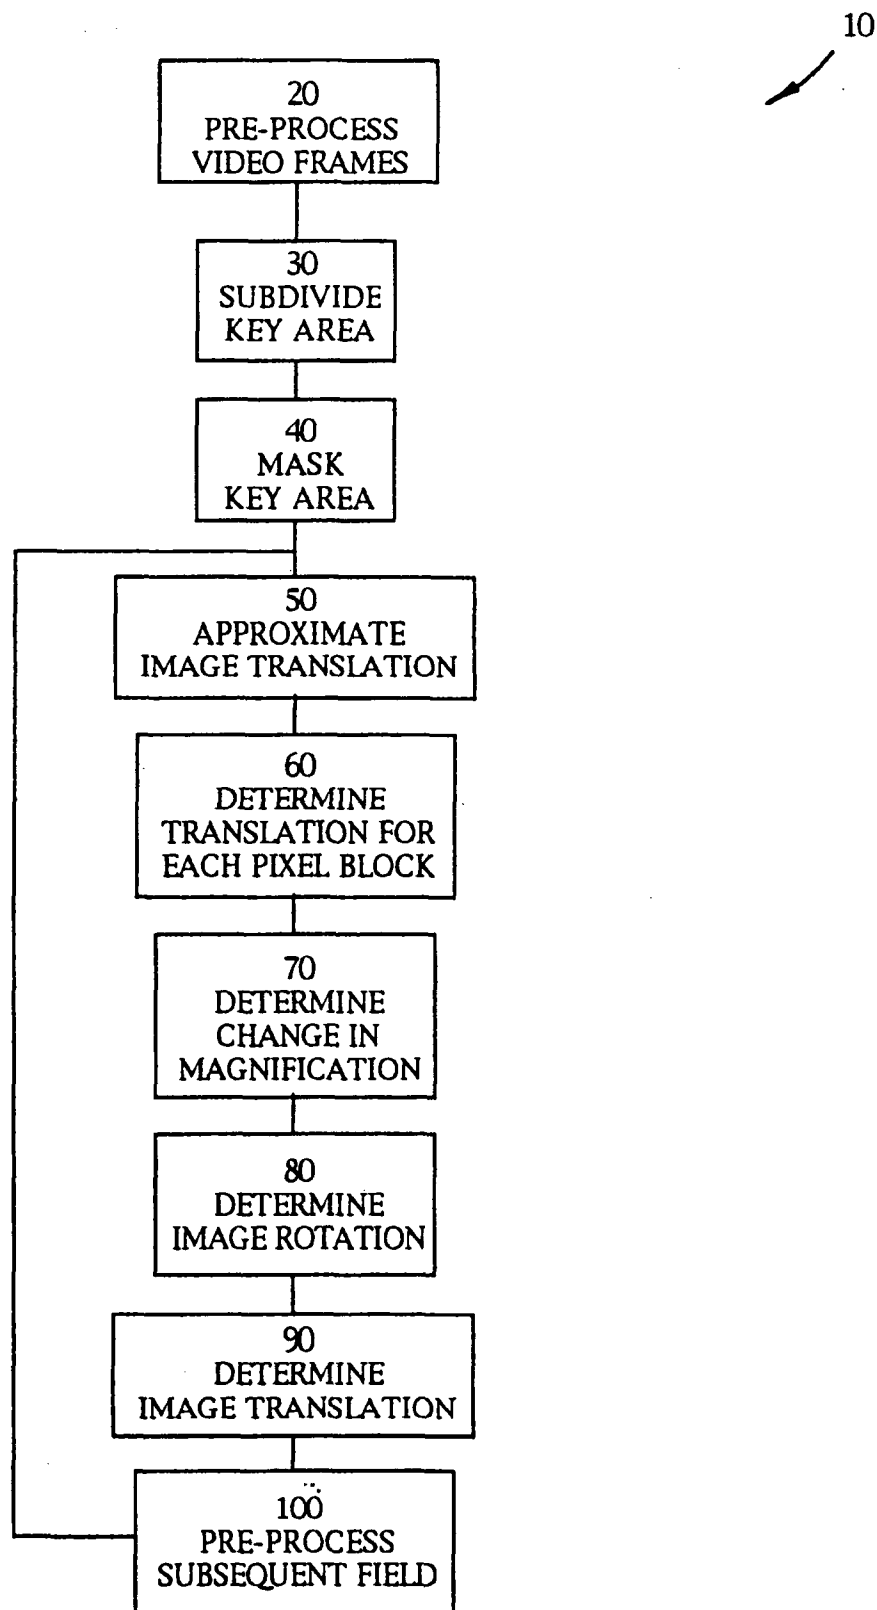 10
20
PRE-PROCESS
VIDEO FRAMES
30
SUBDIVIDE
KEY AREA
40
MASK
KEY AREA
50
APPROXIMATE
IMAGE TRANSLATION
60
DETERMINE
TRANSLATION FOR
EACH PIXEL BLOCK
70
DETERMINE
CHANGE IN
MAGNIFICATION
80
DETERMINE
IMAGE ROTATION
90
DETERMINE
IMAGE TRANSLATION
100
PRE-PROCESS
SUBSEQUENT FIELD